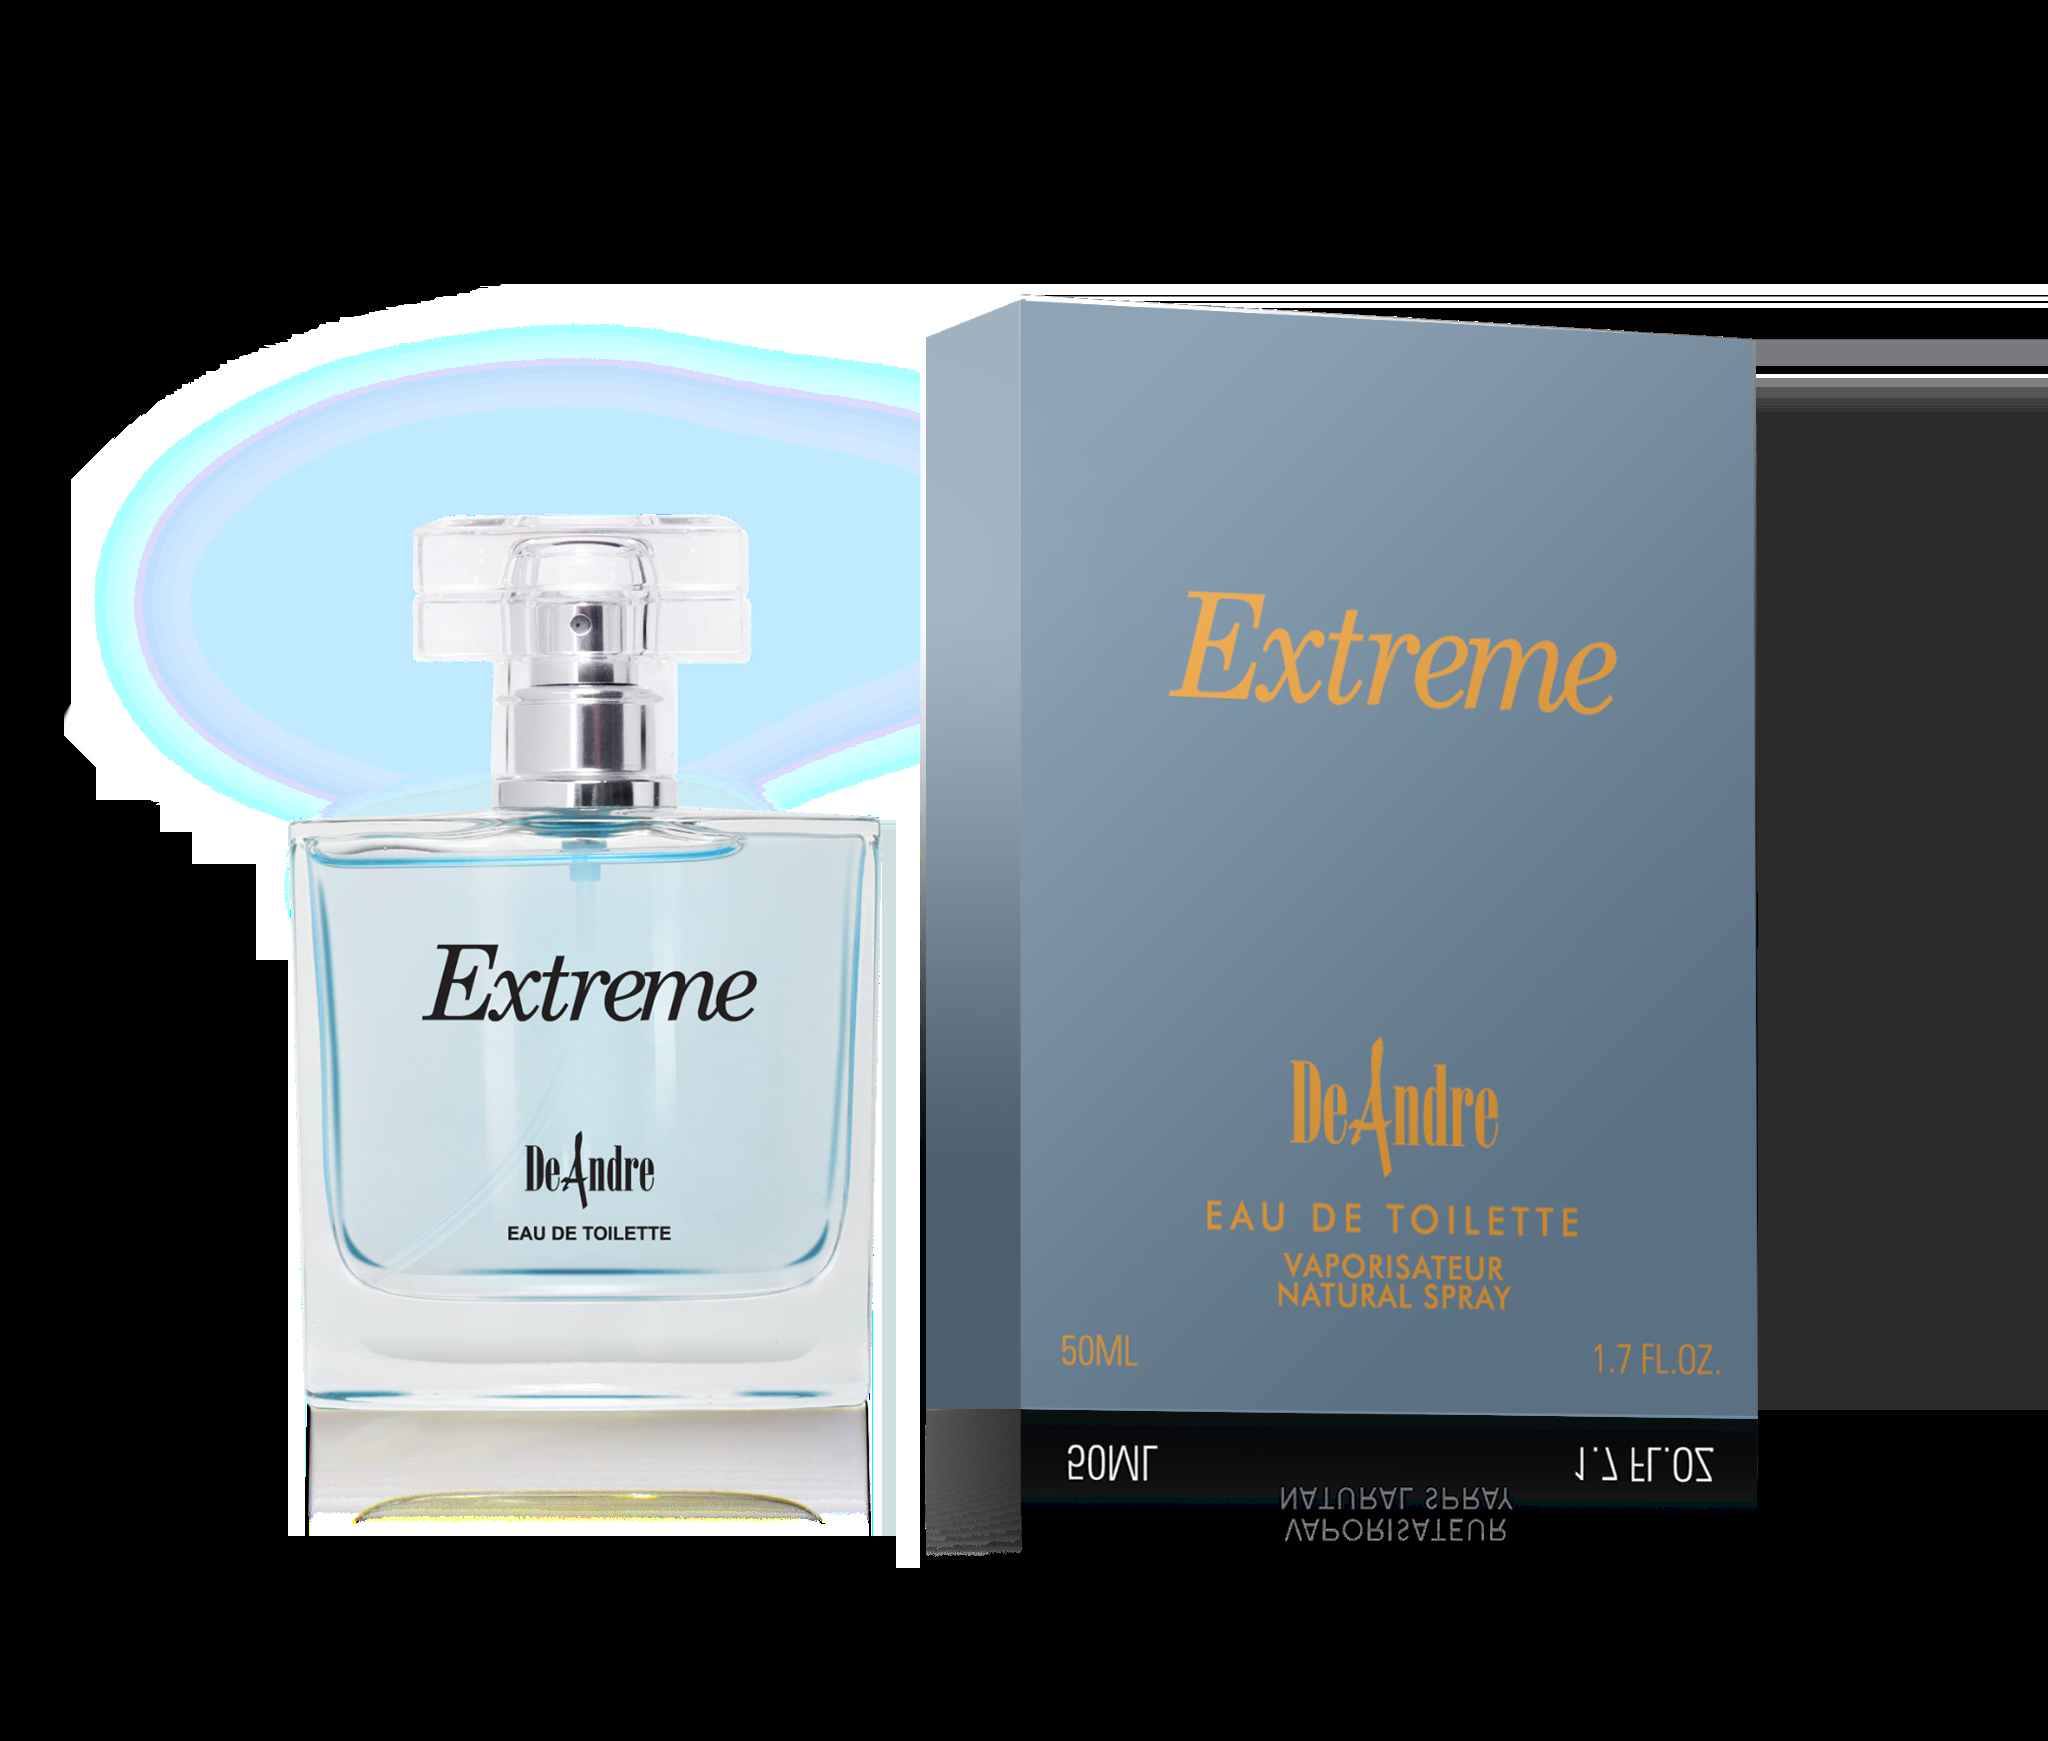 Extreme
DeAndre
EAU DE TOILETTE
Extreme
DeAndre
EAU DE TOILETTE
VAPORISATEUR
NATURAL SPRAY
50ML 1.7 FL.OZ.
50ML 1.7 FL.OZ
NATURAL SPRAY
VAPORISATEUR